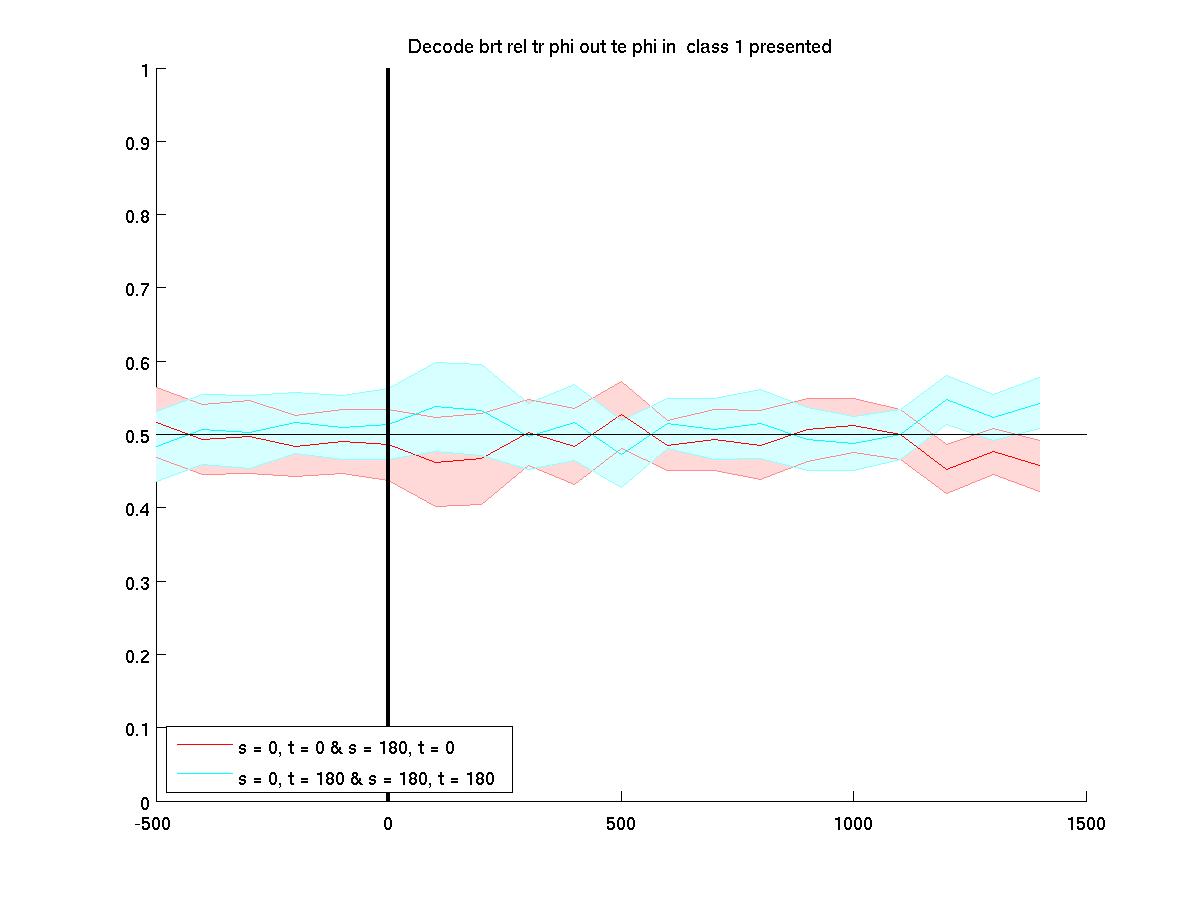 Decode brt rel tr phi out te phi in  class 1 presented
1
0.9
0.8
0.7
0.6
0.5
0.4
0.3
0.2
0.1
0
s = 0, t = 0 & s = 180, t = 0
s = 0, t = 180 & s = 180, t = 180
-500 0 500 1000 1500